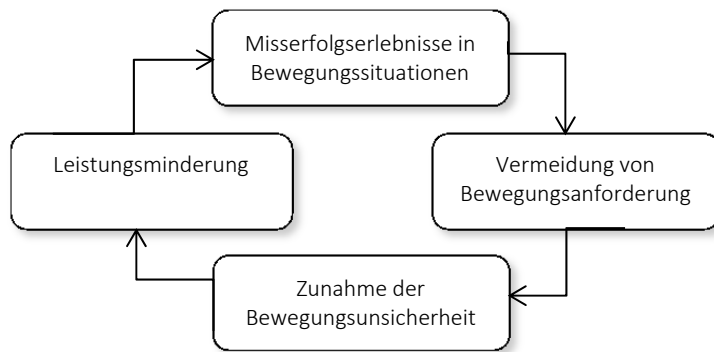 Misserfolgserlebnisse in
Bewegungssituationen
Leistungsminderung
Vermeidung von
Bewegungsanforderung
Zunahme der
Bewegungsunsicherheit